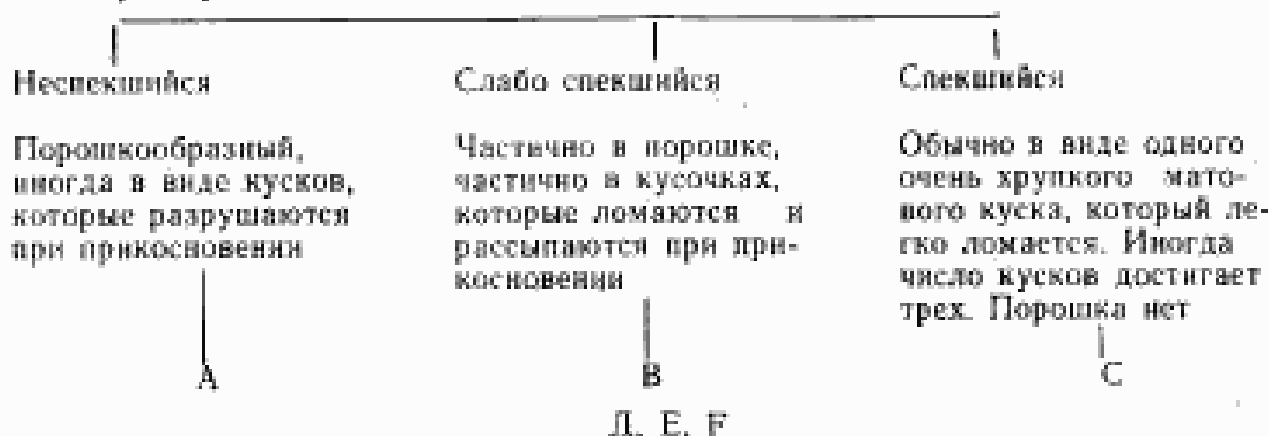 Неспекшийся
Порошкообразный,
иногда в виде кусков,
которые разрушаются
при прикосновении
A
Слабо спекшийся
Частично в порошке,
частично в кусочках,
которые ломаются и
рассыпаются при при-
косновении
B
Спекшийся
Обычно в виде одного
очень хрупкого мато-
вого куска, который ле-
гко ломается. Иногда
число кусков достигает
трех. Порошка нет
C
Д, Е, F